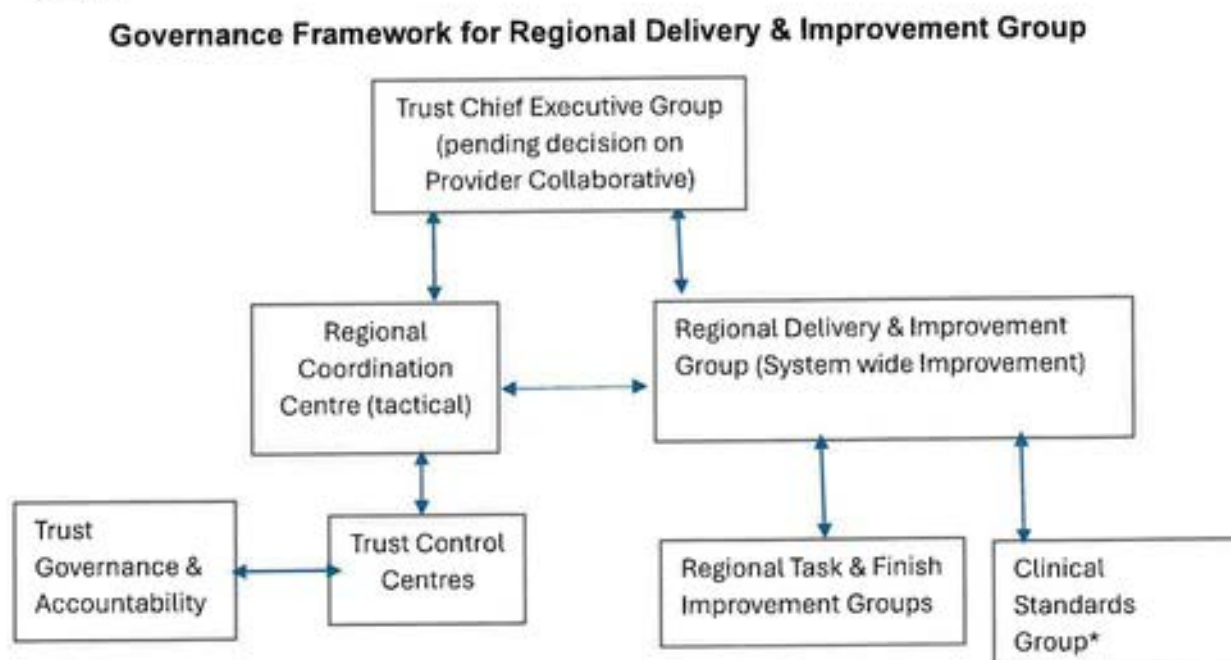 Governance Framework for Regional Delivery & Improvement Group
Trust Chief Executive Group
(pending decision on
Provider Collaborative)
Regional
Coordination
Centre (tactical)
Regional Delivery & Improvement
Group (System wide Improvement)
Trust
Governance &
Accountability
Trust Control
Centres
Regional Task & Finish
Improvement Groups
Clinical
Standards
Group*